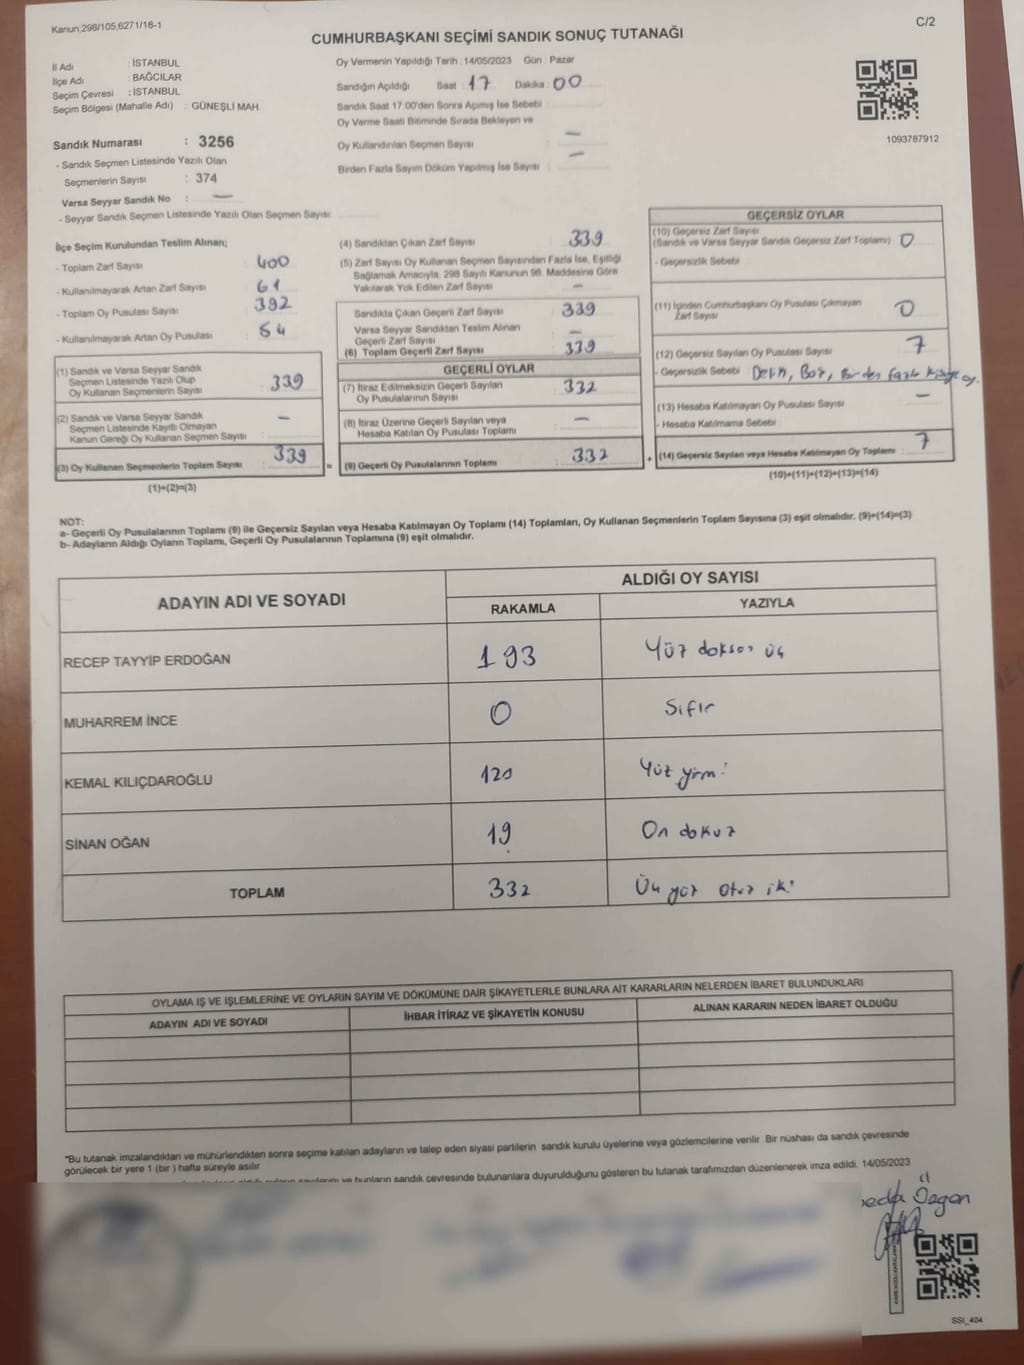 Kanun;298/105;6271/18-1
C/2
CUMHURBAŞKANI SEÇİMİ SANDIK SONUÇ TUTANAĞI
İl Adı : İSTANBUL
İlçe Adı : BAĞCILAR
Seçim Çevresi : İSTANBUL
Seçim Bölgesi (Mahalle Adı) : GÜNEŞLİ MAH.
Sandık Numarası : 3256
- Sandık Seçmen Listesinde Yazılı Olan
Seçmenlerin Sayısı : 374
Varsa Seyyar Sandık No : —
- Seyyar Sandık Seçmen Listesinde Yazılı Olan Seçmen Sayısı:
Oy Vermenin Yapıldığı Tarih : 14/05/2023 Gün : Pazar
Sandığın Açıldığı Saat : 17 Dakika : 00
Sandık Saat 17:00'den Sonra Açımış İse Sebebi :
Oy Verme Saati Bitiminde Sırada Bekleyen ve
Oy Kullandırılan Seçmen Sayısı : —
Birden Fazla Sayım Döküm Yapılmış İse Sayısı : —
1093787912
İlçe Seçim Kurulundan Teslim Alınan;
- Toplam Zarf Sayısı : 400
- Kullanılmayarak Artan Zarf Sayısı : 61
- Toplam Oy Pusulası Sayısı : 392
- Kullanılmayarak Artan Oy Pusulası : 54
(1) Sandık ve Varsa Seyyar Sandık
Seçmen Listesinde Yazılı Olup
Oy Kullanan Seçmenlerin Sayısı : 339
(2) Sandık ve Varsa Seyyar Sandık
Seçmen Listesinde Kayıtlı Olmayan
Kanun Gereği Oy Kullanan Seçmen Sayısı : —
(3) Oy Kullanan Seçmenlerin Toplam Sayısı : 339
(1)+(2)=(3)
(4) Sandıktan Çıkan Zarf Sayısı : 339
(5) Zarf Sayısı Oy Kullanan Seçmen Sayısından Fazla İse, Eşitliği
Sağlamak Amacıyla, 298 Sayılı Kanunun 98. Maddesine Göre
Yakılarak Yok Edilen Zarf Sayısı : —
Sandıkta Çıkan Geçerli Zarf Sayısı : 339
Varsa Seyyar Sandıktan Teslim Alınan
Geçerli Zarf Sayısı : —
(6) Toplam Geçerli Zarf Sayısı : 339
GEÇERLİ OYLAR
(7) İtiraz Edilmeksizin Geçerli Sayılan
Oy Pusulalarının Sayısı : 332
(8) İtiraz Üzerine Geçerli Sayılan veya
Hesaba Katılan Oy Pusulası Toplamı : —
= (9) Geçerli Oy Pusulalarının Toplamı : 332
GEÇERSİZ OYLAR
(10) Geçersiz Zarf Sayısı
(Sandık ve Varsa Seyyar Sandık Geçersiz Zarf Toplamı) : 0
- Geçersizlik Sebebi :
(11) İçinden Cumhurbaşkanı Oy Pusulası Çıkmayan
Zarf Sayısı : 0
(12) Geçersiz Sayılan Oy Pusulası Sayısı : 7
- Geçersizlik Sebebi : Boş, Birden fazla oy.
(13) Hesaba Katılmayan Oy Pusulası Sayısı : —
- Hesaba Katılmama Sebebi :
+ (14) Geçersiz Sayılan veya Hesaba Katılmayan Oy Toplamı : 7
(10)+(11)+(12)+(13)=(14)
NOT:
a- Geçerli Oy Pusulalarının Toplamı (9) ile Geçersiz Sayılan veya Hesaba Katılmayan Oy Toplamı (14) Toplamları, Oy Kullanan Seçmenlerin Toplam Sayısına (3) eşit olmalıdır. (9)+(14)=(3)
b- Adayların Aldığı Oyların Toplamı, Geçerli Oy Pusulalarının Toplamına (9) eşit olmalıdır.
ADAYIN ADI VE SOYADI
ALDIĞI OY SAYISI
RAKAMLA YAZIYLA
RECEP TAYYİP ERDOĞAN 193 Yüz doksan üç
MUHARREM İNCE 0 Sıfır
KEMAL KILIÇDAROĞLU 120 Yüz yirmi
SİNAN OĞAN 19 On dokuz
TOPLAM 332 Üç yüz otuz iki
OYLAMA İŞ VE İŞLEMLERİNE VE OYLARIN SAYIM VE DÖKÜMÜNE DAİR ŞİKAYETLERLE BUNLARA AİT KARARLARIN NELERDEN İBARET BULUNDUKLARI
ADAYIN ADI VE SOYADI İHBAR İTİRAZ VE ŞİKAYETİN KONUSU ALINAN KARARIN NEDEN İBARET OLDUĞU
*Bu tutanak imzalandıktan ve mühürlendikten sonra seçime katılan adayların ve talep eden siyasi partilerin sandık kurulu üyelerine veya gözlemcilerine verilir. Bir nüshası da sandık çevresinde
görülecek bir yere 1 (bir) hafta süreyle asılır.
sandık çevresinde bulunanlara duyurulduğunu gösteren bu tutanak tarafımızdan düzenlenerek imza edildi. 14/05/2023
SSI_404